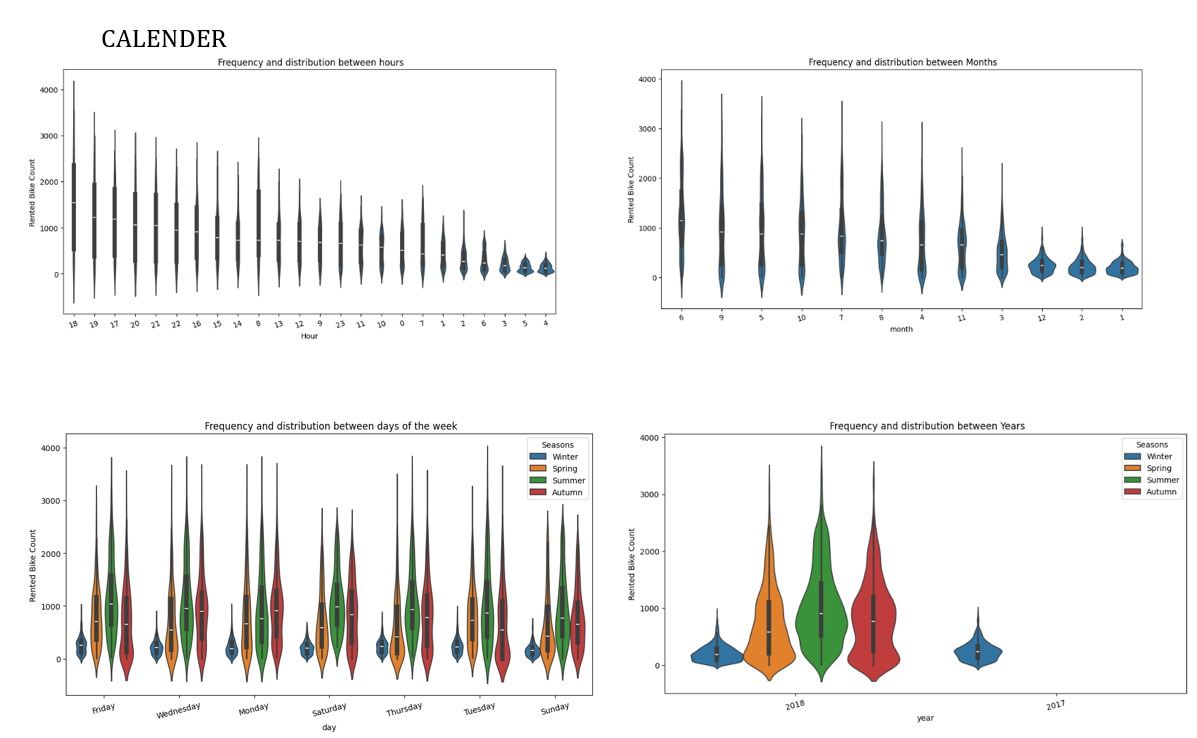 CALENDER
Frequency and distribution between hours
Rented Bike Count
4000
3000
2000
1000
0
18 19 17 20 21 22 16 15 14 8 13 12 9 23 11 10 0 7 1 2 6 3 5 4
Hour
Frequency and distribution between Months
Rented Bike Count
4000
3000
2000
1000
0
6 9 5 10 7 8 4 11 3 12 2 1
month
Frequency and distribution between days of the week
Rented Bike Count
4000
3000
2000
1000
0
Seasons
Winter
Spring
Summer
Autumn
Friday Wednesday Monday Saturday Thursday Tuesday Sunday
day
Frequency and distribution between Years
Rented Bike Count
4000
3000
2000
1000
0
Seasons
Winter
Spring
Summer
Autumn
2018 2017
year